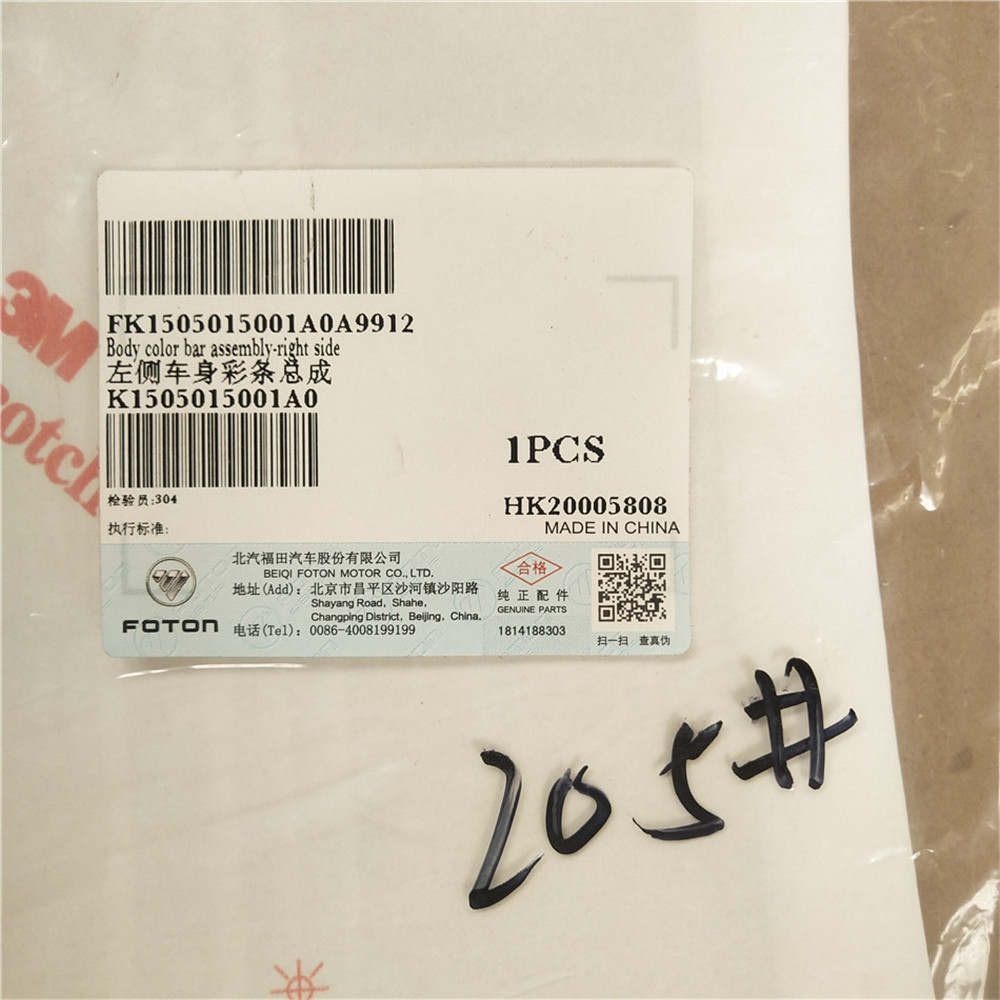 FK1505015001A0A9912
Body color bar assembly-right side
左侧车身彩条总成
K1505015001A0
1PCS
检验员:304
HK20005808
执行标准:
MADE IN CHINA
北汽福田汽车股份有限公司
BEIQI FOTON MOTOR CO.,LTD.
地址(Add): 北京市昌平区沙河镇沙阳路
Shayang Road, Shahe,
Changping District, Beijing, China.
电话(Tel): 0086-4008199199
FOTON
合格
纯正配件
GENUINE PARTS
1814188303
扫一扫 查真伪
3M
otch
205#